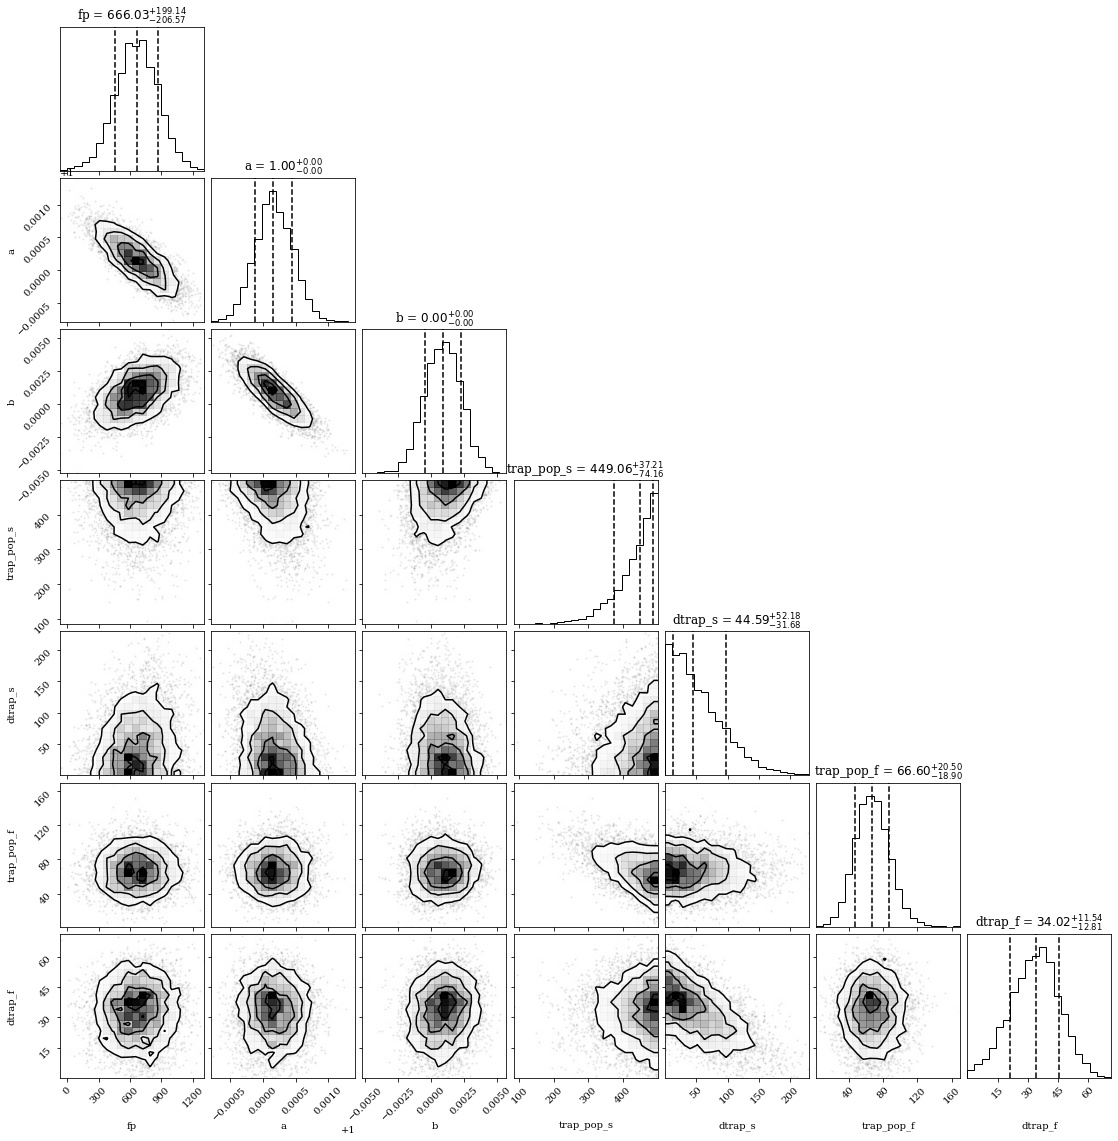 fp = 666.03+199.14−206.57
+1
a = 1.00+0.00−0.00
0.0010
0.0005
0.0000
−0.0005
a
b = 0.00+0.00−0.00
0.0050
0.0025
0.0000
−0.0025
−0.0050
b
trap_pop_s = 449.06+37.21−74.16
400
300
200
100
trap_pop_s
dtrap_s = 44.59+52.18−31.68
200
150
100
50
dtrap_s
trap_pop_f = 66.60+20.50−18.90
160
120
80
40
trap_pop_f
dtrap_f = 34.02+11.54−12.81
60
45
30
15
dtrap_f
0 300 600 900 1200
−0.0005 0.0000 0.0005 0.0010
−0.0050 −0.0025 0.0000 0.0025 0.0050
100 200 300 400
50 100 150 200
40 80 120 160
15 30 45 60
fp a +1 b trap_pop_s dtrap_s trap_pop_f dtrap_f